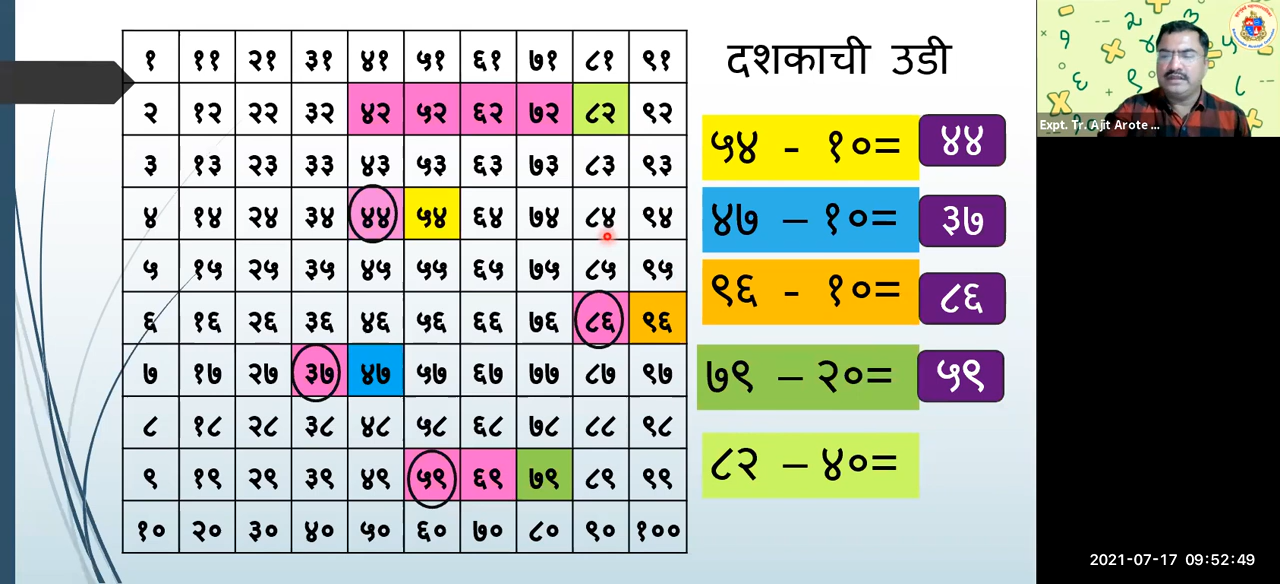 १ ११ २१ ३१ ४१ ५१ ६१ ७१ ८१ ९१
२ १२ २२ ३२ ४२ ५२ ६२ ७२ ८२ ९२
३ १३ २३ ३३ ४३ ५३ ६३ ७३ ८३ ९३
४ १४ २४ ३४ ४४ ५४ ६४ ७४ ८४ ९४
५ १५ २५ ३५ ४५ ५५ ६५ ७५ ८५ ९५
६ १६ २६ ३६ ४६ ५६ ६६ ७६ ८६ ९६
७ १७ २७ ३७ ४७ ५७ ६७ ७७ ८७ ९७
८ १८ २८ ३८ ४८ ५८ ६८ ७८ ८८ ९८
९ १९ २९ ३९ ४९ ५९ ६९ ७९ ८९ ९९
१० २० ३० ४० ५० ६० ७० ८० ९० १००
दशकाची उडी
५४ - १०= ४४
४७ – १०= ३७
९६ - १०= ८६
७९ – २०= ५९
८२ – ४०=
Expt. Tr. Ajit Arote ...
2021-07-17 09:52:49